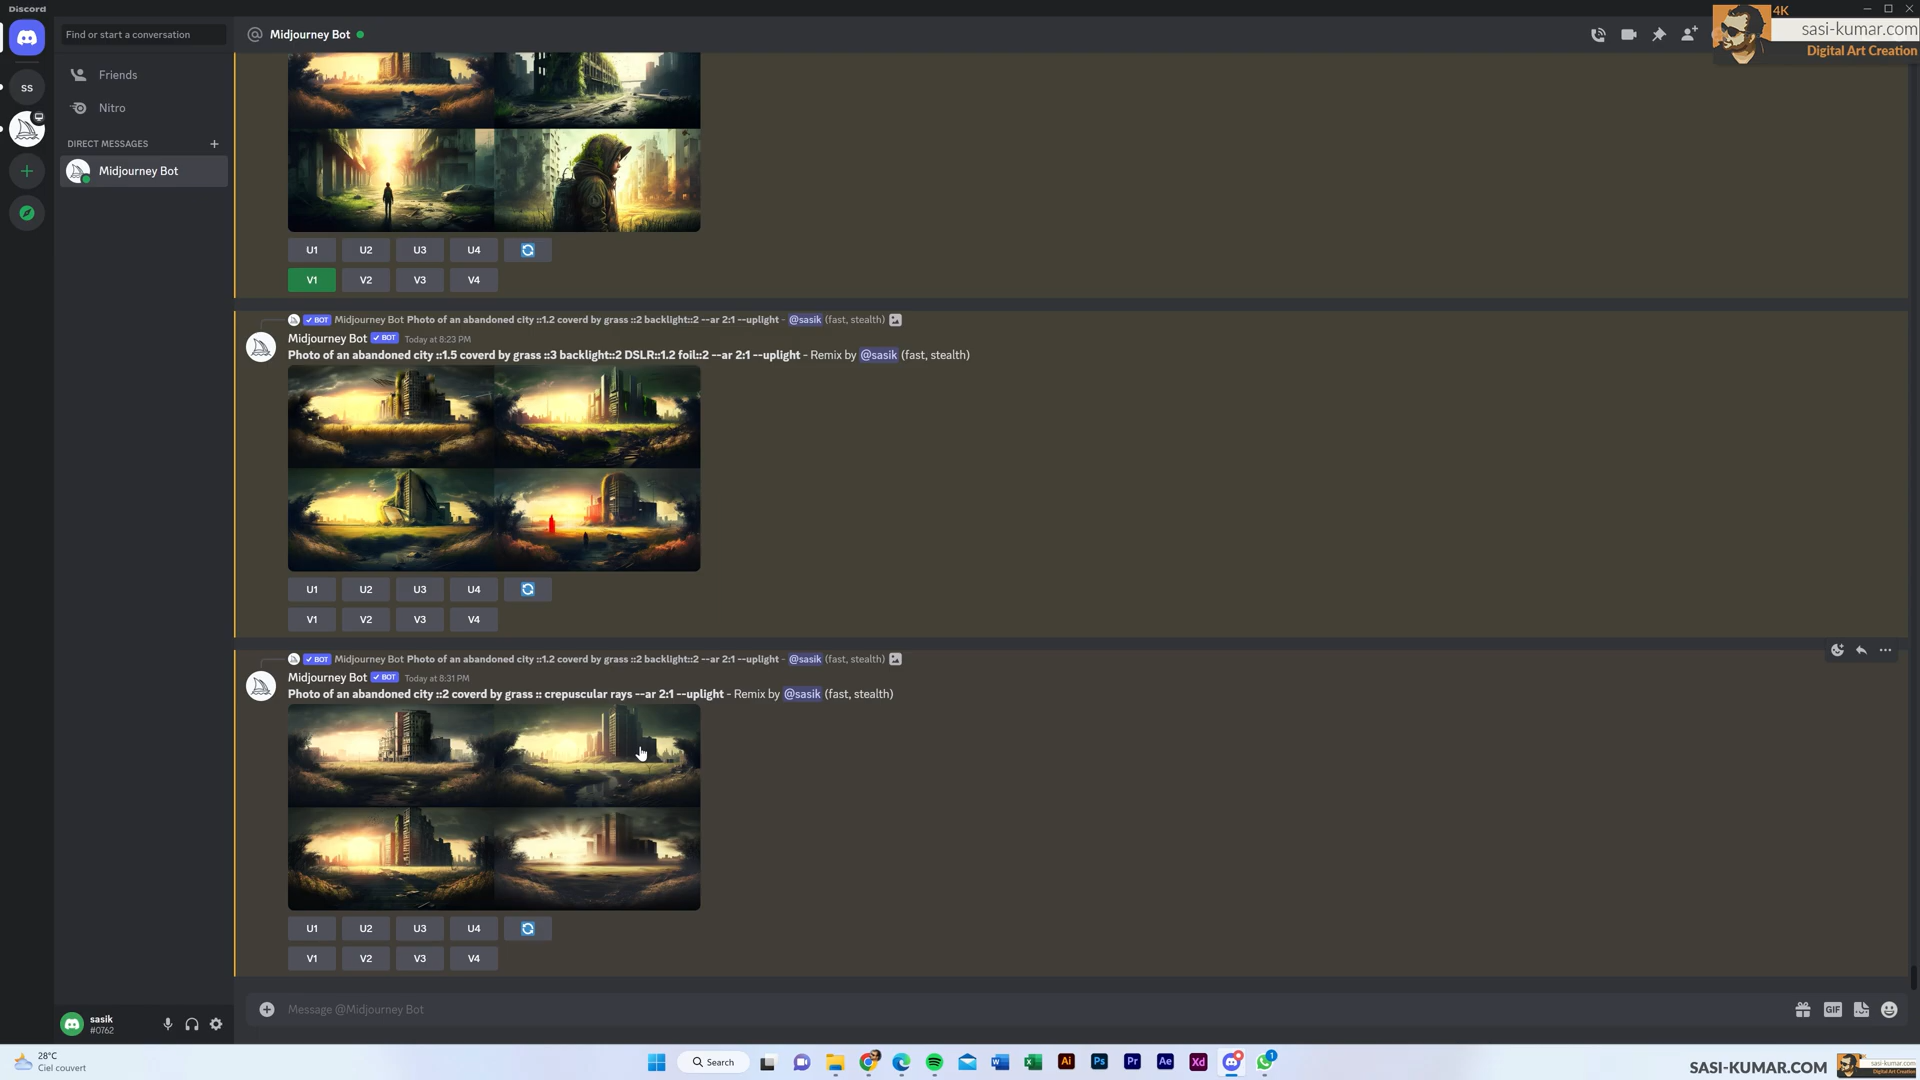 Discord
4K
Find or start a conversation
Midjourney Bot
sasi-kumar.com
Digital Art Creation
SS
Friends
Nitro
DIRECT MESSAGES
Midjourney Bot
U1 U2 U3 U4
V1 V2 V3 V4
BOT Midjourney Bot Photo of an abandoned city ::1.2 coverd by grass ::2 backlight::2 --ar 2:1 --uplight - @sasik (fast, stealth)
Midjourney Bot BOT Today at 8:23 PM
Photo of an abandoned city ::1.5 coverd by grass ::3 backlight::2 DSLR::1.2 foil::2 --ar 2:1 --uplight - Remix by @sasik (fast, stealth)
U1 U2 U3 U4
V1 V2 V3 V4
BOT Midjourney Bot Photo of an abandoned city ::1.2 coverd by grass ::2 backlight::2 --ar 2:1 --uplight - @sasik (fast, stealth)
Midjourney Bot BOT Today at 8:31 PM
Photo of an abandoned city ::2 coverd by grass :: crepuscular rays --ar 2:1 --uplight - Remix by @sasik (fast, stealth)
U1 U2 U3 U4
V1 V2 V3 V4
Message @Midjourney Bot
GIF
sasik
#0762
28°C
Ciel couvert
Search
Ai Ps Pr Ae Xd
1
SASI-KUMAR.COM